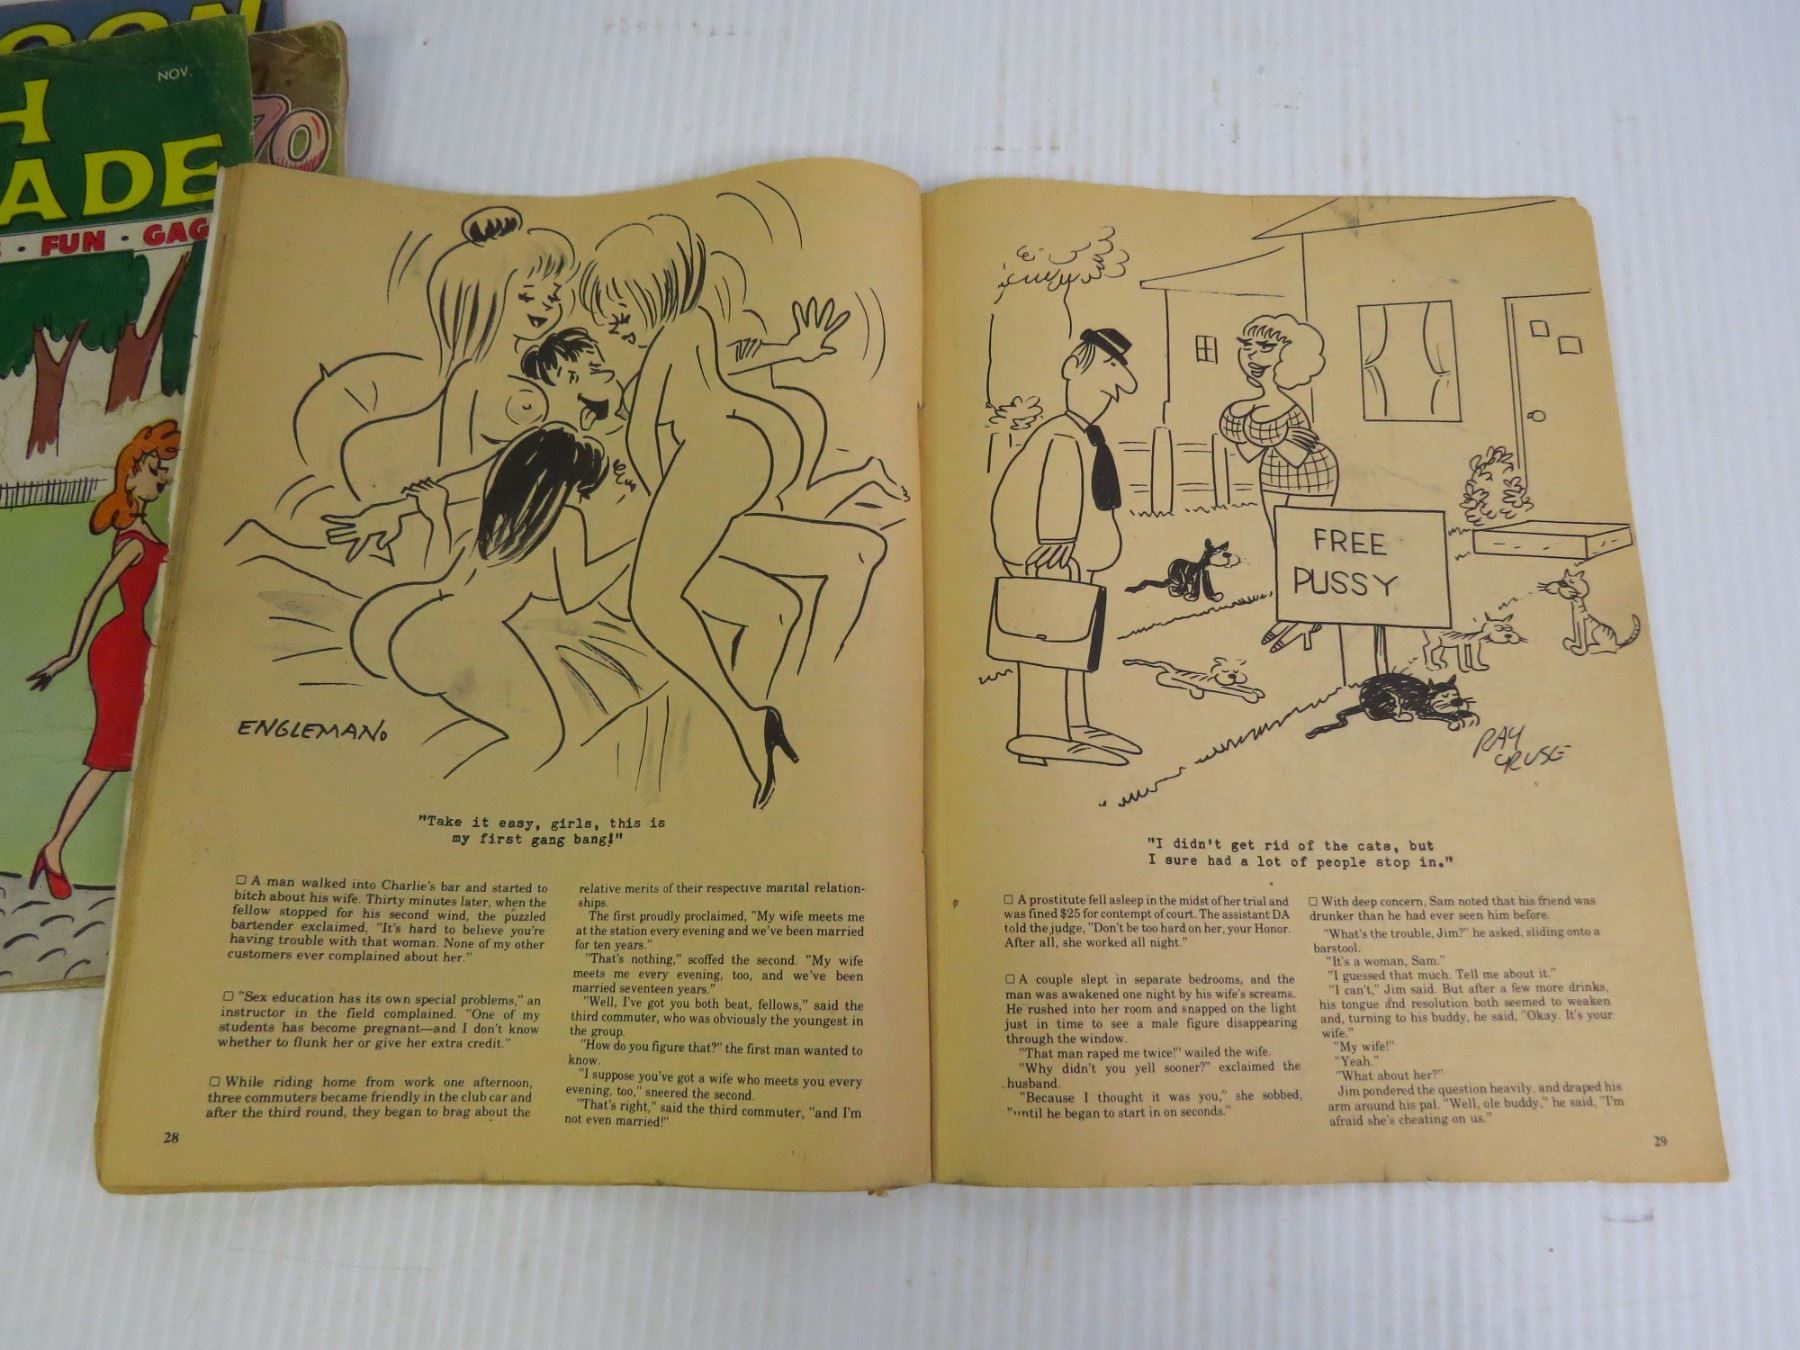 OON
NOV.
H
ADE
70
· FUN · GAG
ENGLEMAN.
"Take it easy, girls, this is
my first gang bang!"
▢ A man walked into Charlie's bar and started to
bitch about his wife. Thirty minutes later, when the
fellow stopped for his second wind, the puzzled
bartender exclaimed, "It's hard to believe you're
having trouble with that woman. None of my other
customers ever complained about her."
▢ "Sex education has its own special problems," an
instructor in the field complained. "One of my
students has become pregnant—and I don't know
whether to flunk her or give her extra credit."
▢ While riding home from work one afternoon,
three commuters became friendly in the club car and
after the third round, they began to brag about the
relative merits of their respective marital relation-
ships.
The first proudly proclaimed, "My wife meets me
at the station every evening and we've been married
for ten years."
"That's nothing," scoffed the second. "My wife
meets me every evening, too, and we've been
married seventeen years."
"Well, I've got you both beat, fellows," said the
third commuter, who was obviously the youngest in
the group.
"How do you figure that?" the first man wanted to
know.
"I suppose you've got a wife who meets you every
evening, too," sneered the second.
"That's right," said the third commuter, "and I'm
not even married!"
28
FREE
PUSSY
RAY
CRUSE
"I didn't get rid of the cats, but
I sure had a lot of people stop in."
▢ A prostitute fell asleep in the midst of her trial and
was fined $25 for contempt of court. The assistant DA
told the judge, "Don't be too hard on her, your Honor.
After all, she worked all night."
▢ A couple slept in separate bedrooms, and the
man was awakened one night by his wife's screams.
He rushed into her room and snapped on the light
just in time to see a male figure disappearing
through the window.
"That man raped me twice!" wailed the wife.
"Why didn't you yell sooner?" exclaimed the
husband.
"Because I thought it was you," she sobbed,
"until he began to start in on seconds."
▢ With deep concern, Sam noted that his friend was
drunker than he had ever seen him before.
"What's the trouble, Jim?" he asked, sliding onto a
barstool.
"It's a woman, Sam."
"I guessed that much. Tell me about it."
"I can't," Jim said. But after a few more drinks,
his tongue and resolution both seemed to weaken
and, turning to his buddy, he said, "Okay. It's your
wife."
"My wife!"
"Yeah."
"What about her?"
Jim pondered the question heavily, and draped his
arm around his pal. "Well, ole buddy," he said, "I'm
afraid she's cheating on us."
29